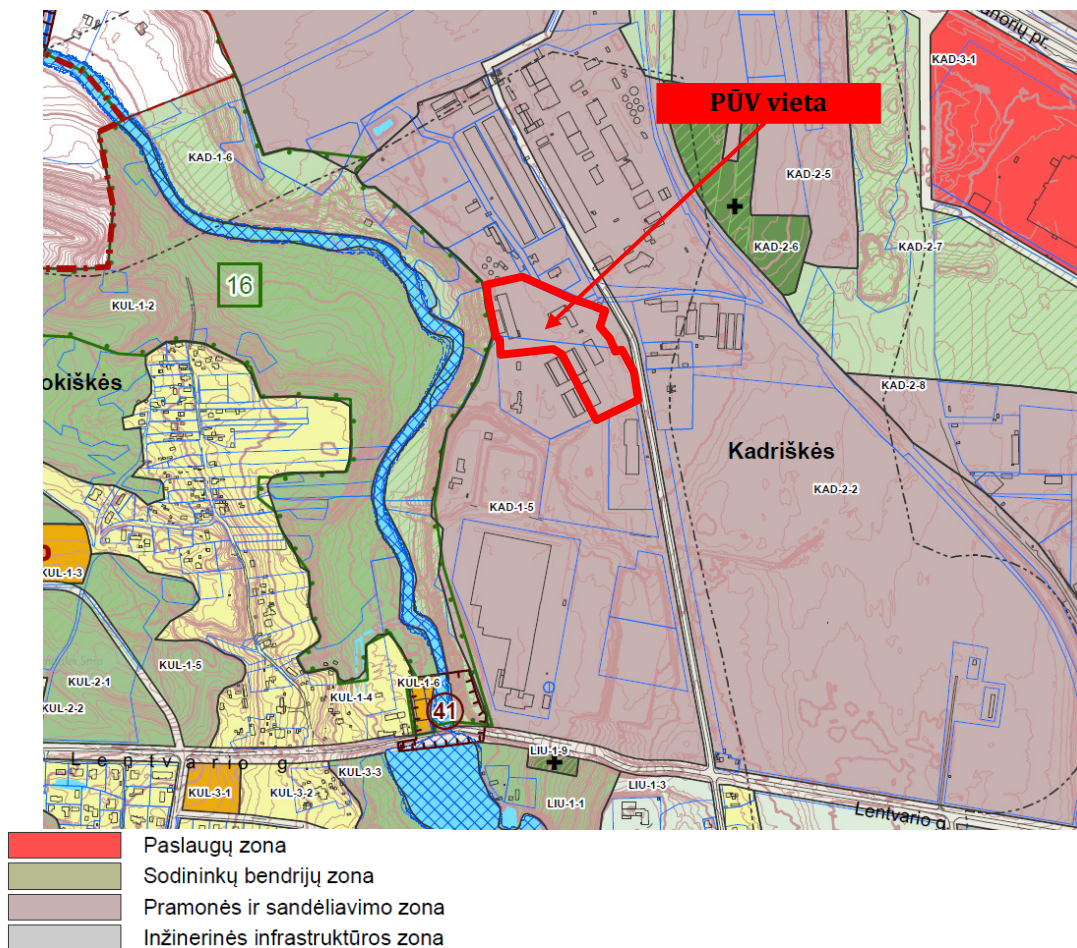 anorių pr.
KAD-3-1
PŪV vieta
KAD-1-6
KAD-2-5
KAD-2-6
KAD-2-7
16
KUL-1-2
okiškės
KAD-2-8
Kadriškės
KAD-2-2
KAD-1-5
KUL-1-3
KUL-1-5
KUL-2-1
KUL-1-4
KUL-1-6
KUL-2-2
41
LIU-1-9
Lentvario g.
KUL-3-3
KUL-3-1
KUL-3-2
LIU-1-1
LIU-1-3
Lentvario g.
Paslaugų zona
Sodininkų bendrijų zona
Pramonės ir sandėliavimo zona
Inžinerinės infrastruktūros zona